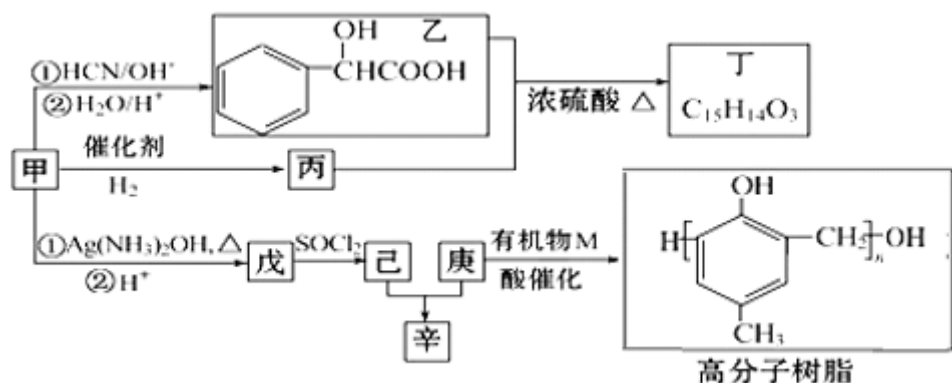 OH 乙
CHCOOH
①HCN/OH⁻
②H₂O/H⁺
浓硫酸 △
丁
C₁₅H₁₄O₃
甲
催化剂
H₂
丙
①Ag(NH₃)₂OH,△
②H⁺
戊
SOCl₂
己
庚
有机物M
酸催化
辛
OH
H
CH₂
n
OH
CH₃
高分子树脂